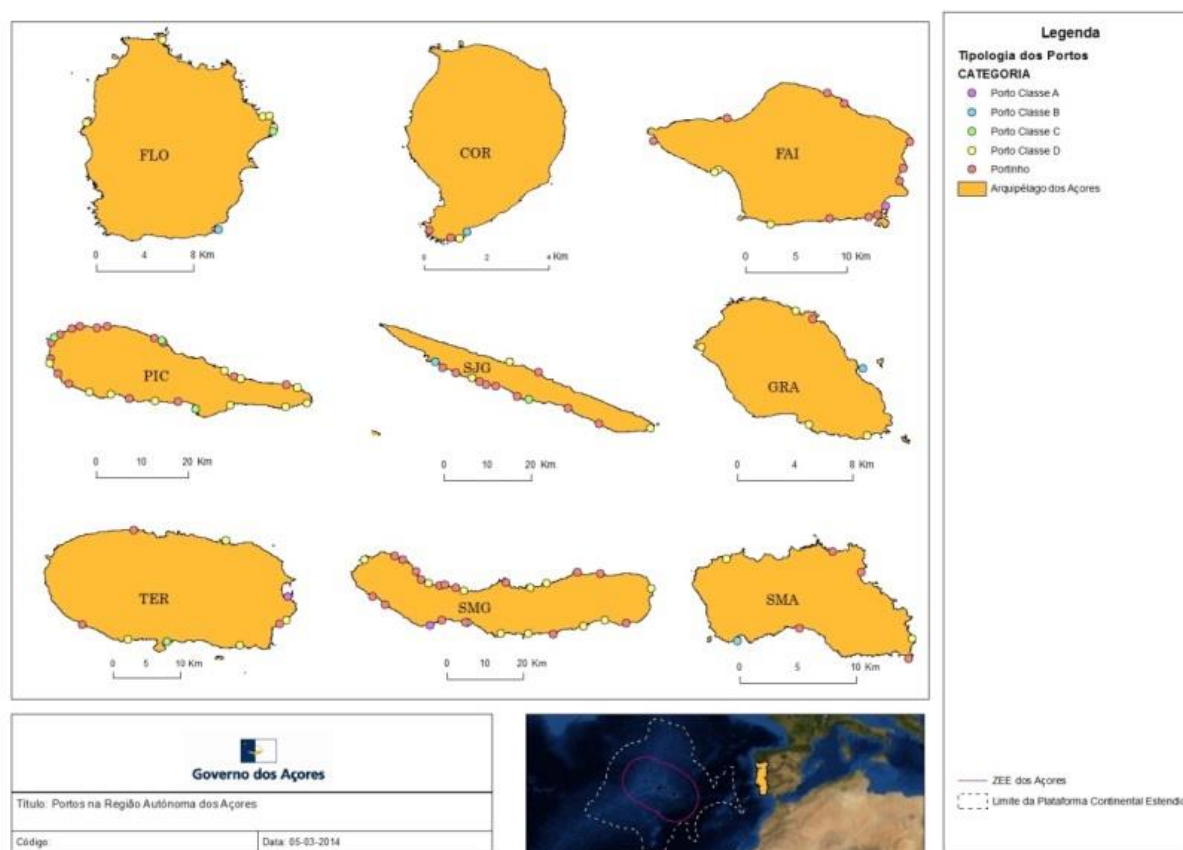 FLO
COR
FAI
0 4 8 Km
0 2 4 Km
0 5 10 Km
PIC
SJG
GRA
0 10 20 Km
0 10 20 Km
0 4 8 Km
TER
SMG
SMA
0 5 10 Km
0 10 20 Km
0 5 10 Km
Legenda
Tipologia dos Portos
CATEGORIA
Porto Classe A
Porto Classe B
Porto Classe C
Porto Classe D
Portinho
Arquipélago dos Açores
Governo dos Açores
Título: Portos na Região Autónoma dos Açores
Código:
Data: 05-03-2014
ZEE dos Açores
Limite da Plataforma Continental Estendid